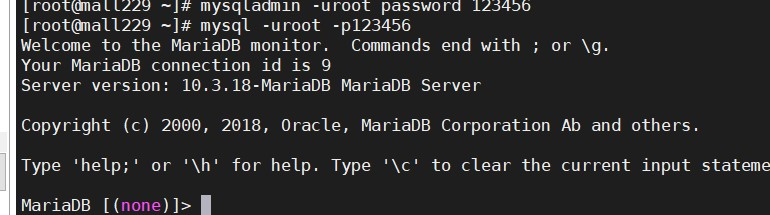 [root@mall229 ~]# mysqladmin -uroot password 123456
[root@mall229 ~]# mysql -uroot -p123456
Welcome to the MariaDB monitor.  Commands end with ; or \g.
Your MariaDB connection id is 9
Server version: 10.3.18-MariaDB MariaDB Server
Copyright (c) 2000, 2018, Oracle, MariaDB Corporation Ab and others.
Type 'help;' or '\h' for help. Type '\c' to clear the current input stateme
MariaDB [(none)]>